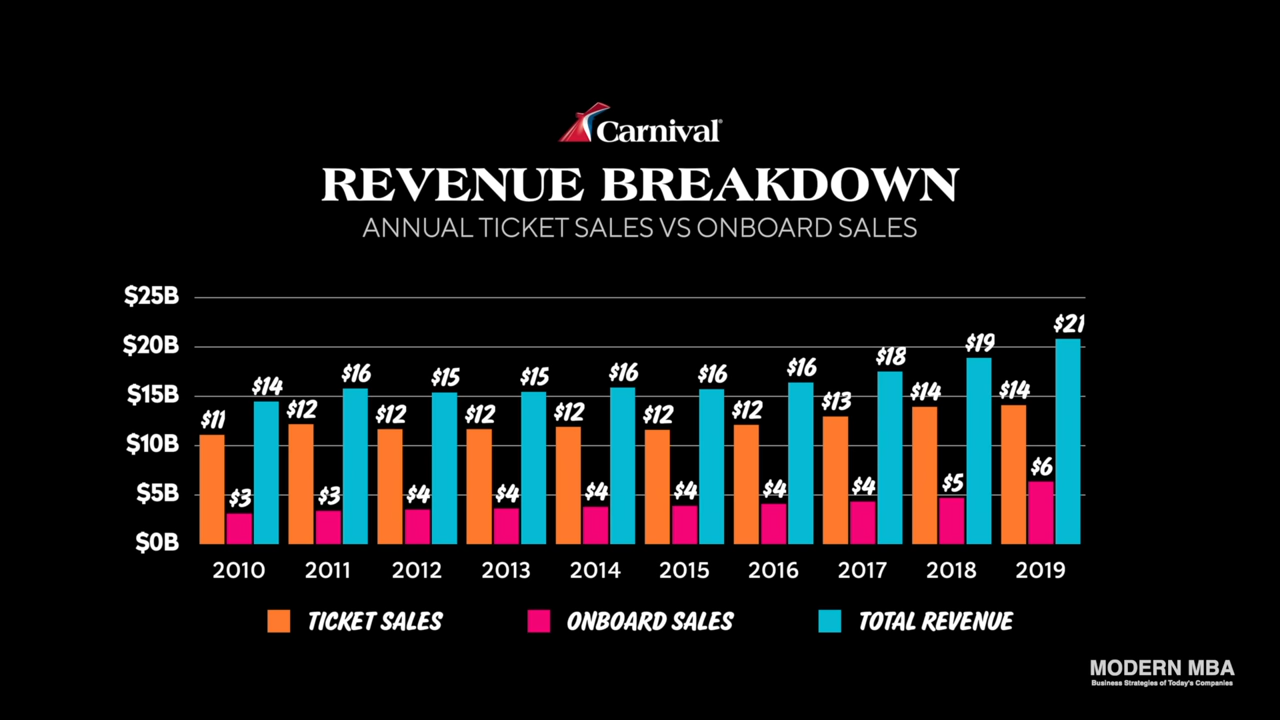 Carnival
REVENUE BREAKDOWN
ANNUAL TICKET SALES VS ONBOARD SALES
$25B
$20B
$15B
$10B
$5B
$0B
$11 $3 $14
$12 $3 $16
$12 $4 $15
$12 $4 $15
$12 $4 $16
$12 $4 $16
$12 $4 $16
$13 $4 $18
$14 $5 $19
$14 $6 $21
2010 2011 2012 2013 2014 2015 2016 2017 2018 2019
TICKET SALES ONBOARD SALES TOTAL REVENUE
MODERN MBA
Business Strategies of Today's Companies